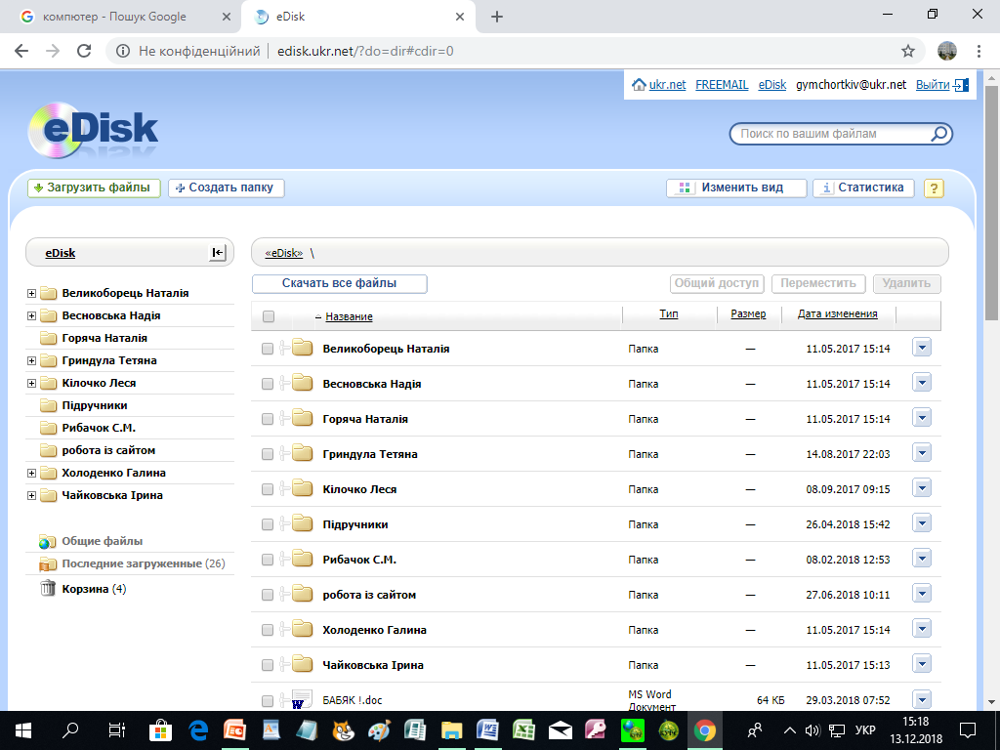 компютер - Пошук Google
eDisk
Не конфіденційний
edisk.ukr.net/?do=dir#cdir=0
ukr.net FREEMAIL eDisk gymchortkiv@ukr.net Выйти
eDisk
Поиск по вашим файлам
Загрузить файлы Создать папку Изменить вид Статистика ?
eDisk
«eDisk» \
Скачать все файлы Общий доступ Переместить Удалить
Великоборець Наталія
Весновська Надія
Горяча Наталія
Гриндула Тетяна
Кілочко Леся
Підручники
Рибачок С.М.
робота із сайтом
Холоденко Галина
Чайковська Ірина
Общие файлы
Последние загруженные (26)
Корзина (4)
Название Тип Размер Дата изменения
Великоборець Наталія Папка — 11.05.2017 15:14
Весновська Надія Папка — 11.05.2017 15:14
Горяча Наталія Папка — 11.05.2017 15:14
Гриндула Тетяна Папка — 14.08.2017 22:03
Кілочко Леся Папка — 08.09.2017 09:15
Підручники Папка — 26.04.2018 15:42
Рибачок С.М. Папка — 08.02.2018 12:53
робота із сайтом Папка — 27.06.2018 10:11
Холоденко Галина Папка — 11.05.2017 15:14
Чайковська Ірина Папка — 11.05.2017 15:13
БАБЯК !.doc MS Word Документ 64 КБ 29.03.2018 07:52
УКР
15:18
13.12.2018